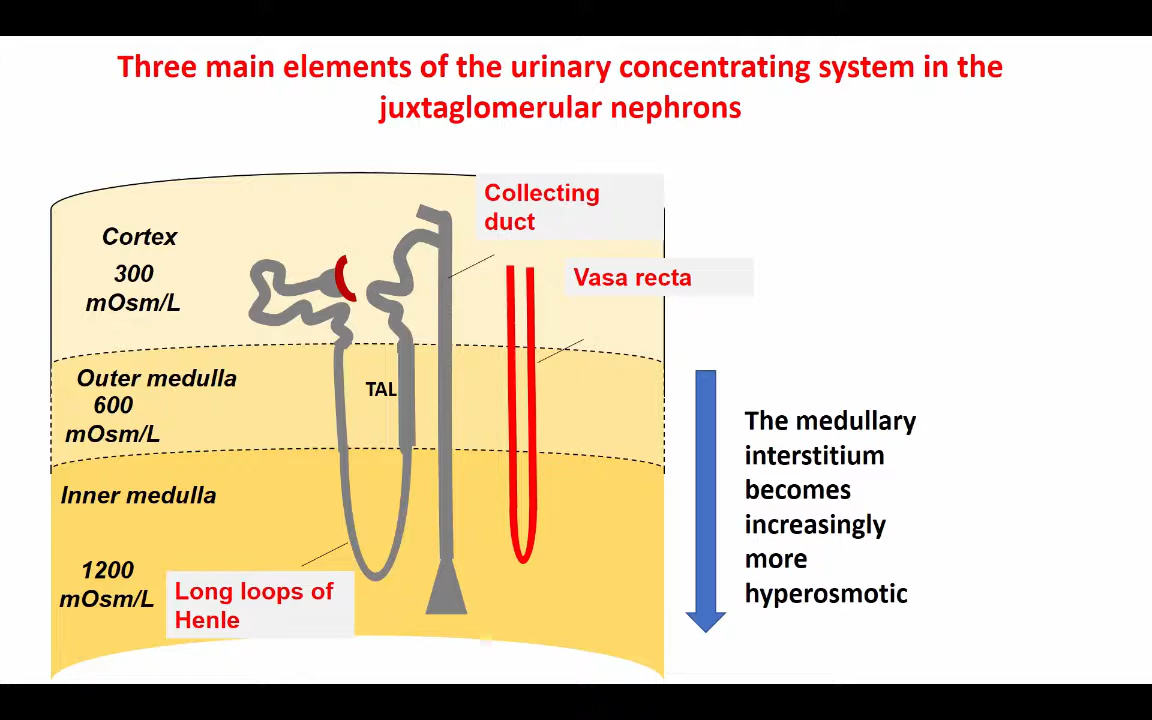 Three main elements of the urinary concentrating system in the
juxtaglomerular nephrons
Collecting
duct
Cortex
300
mOsm/L
Vasa recta
Outer medulla
600
mOsm/L
TAL
The medullary
interstitium
becomes
increasingly
more
hyperosmotic
Inner medulla
1200
mOsm/L
Long loops of
Henle